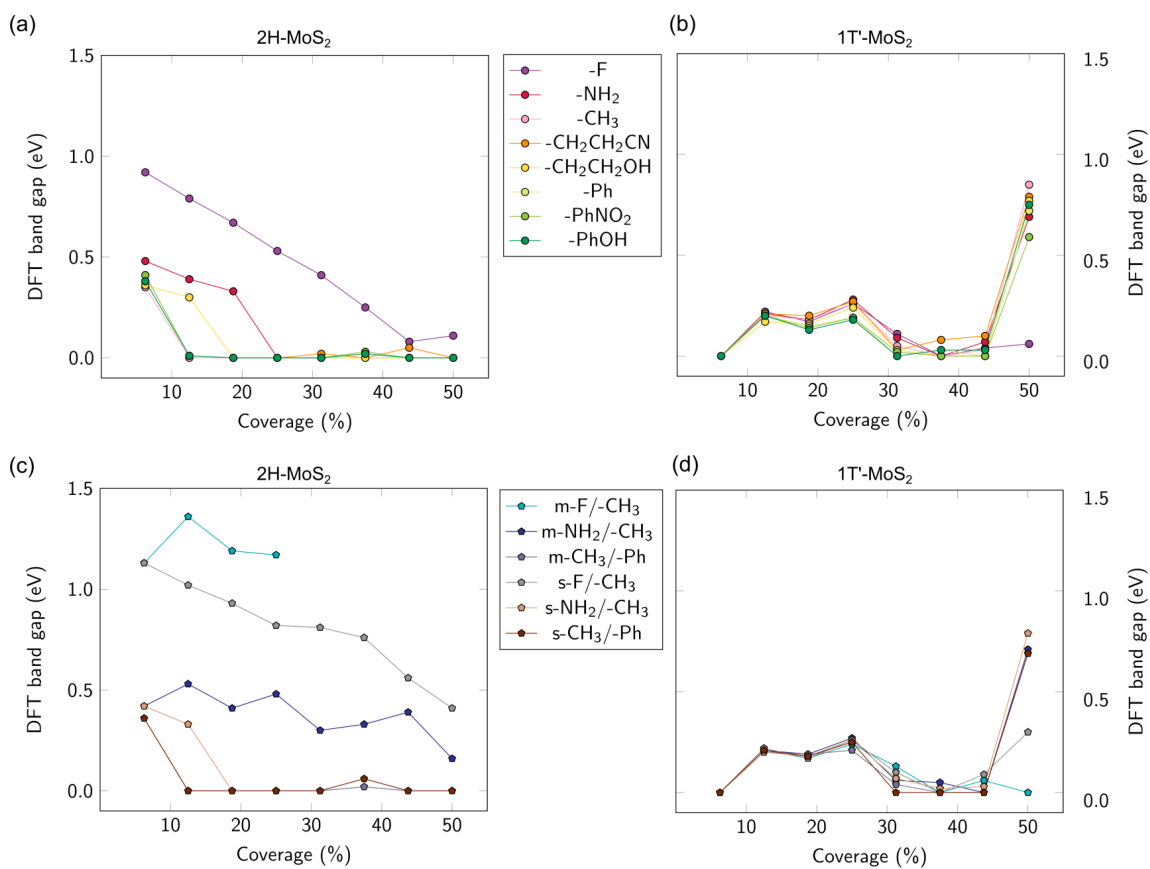 (a)
2H-MoS₂
1.5
1.0
0.5
0.0
DFT band gap (eV)
10 20 30 40 50
Coverage (%)
-F
-NH₂
-CH₃
-CH₂CH₂CN
-CH₂CH₂OH
-Ph
-PhNO₂
-PhOH
(b)
1T'-MoS₂
1.5
1.0
0.5
0.0
DFT band gap (eV)
10 20 30 40 50
Coverage (%)
(c)
2H-MoS₂
1.5
1.0
0.5
0.0
DFT band gap (eV)
10 20 30 40 50
Coverage (%)
m-F/-CH₃
m-NH₂/-CH₃
m-CH₃/-Ph
s-F/-CH₃
s-NH₂/-CH₃
s-CH₃/-Ph
(d)
1T'-MoS₂
1.5
1.0
0.5
0.0
DFT band gap (eV)
10 20 30 40 50
Coverage (%)